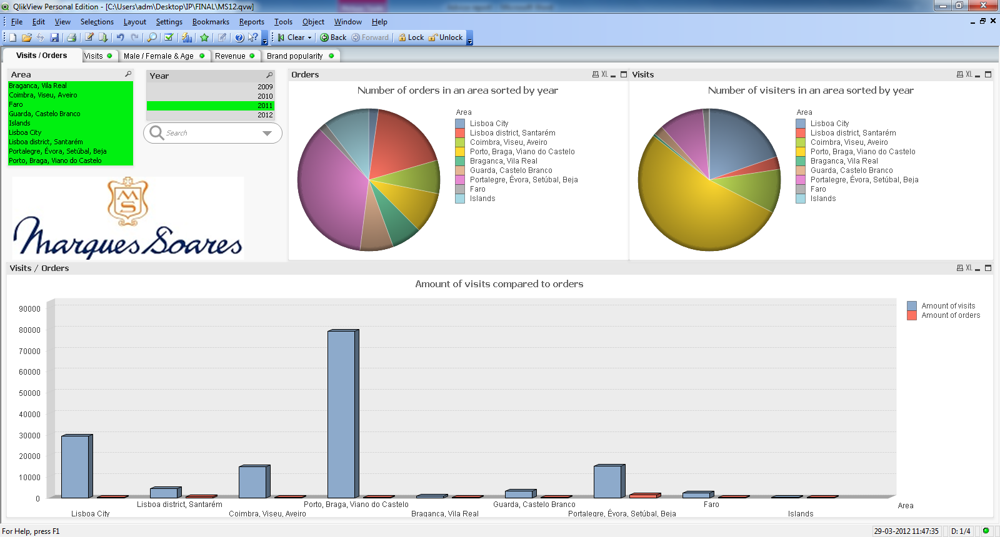 QlikView Personal Edition - [C:\Users\adm\Desktop\IP\FINAL\MS12.qvw]
File Edit View Selections Layout Settings Bookmarks Reports Tools Object Window Help
Clear Back Forward Lock Unlock
Visits / Orders Visits Male / Female & Age Revenue Brand popularity
Area
Braganca, Vila Real
Coimbra, Viseu, Aveiro
Faro
Guarda, Castelo Branco
Islands
Lisboa City
Lisboa district, Santarém
Portalegre, Évora, Setúbal, Beja
Porto, Braga, Viano do Castelo
Year
2009
2010
2011
2012
Search
MS
Marques Soares
Orders XL
Number of orders in an area sorted by year
Area
Lisboa City
Lisboa district, Santarém
Coimbra, Viseu, Aveiro
Porto, Braga, Viano do Castelo
Braganca, Vila Real
Guarda, Castelo Branco
Portalegre, Évora, Setúbal, Beja
Faro
Islands
Visits XL
Number of visiters in an area sorted by year
Area
Lisboa City
Lisboa district, Santarém
Coimbra, Viseu, Aveiro
Porto, Braga, Viano do Castelo
Braganca, Vila Real
Guarda, Castelo Branco
Portalegre, Évora, Setúbal, Beja
Faro
Islands
Visits / Orders XL
Amount of visits compared to orders
90000
80000
70000
60000
50000
40000
30000
20000
10000
0
Amount of visits
Amount of orders
Lisboa district, Santarém Porto, Braga, Viano do Castelo Guarda, Castelo Branco Faro Area
Lisboa City Coimbra, Viseu, Aveiro Braganca, Vila Real Portalegre, Évora, Setúbal, Beja Islands
For Help, press F1 29-03-2012 11:47:35 D: 1/4